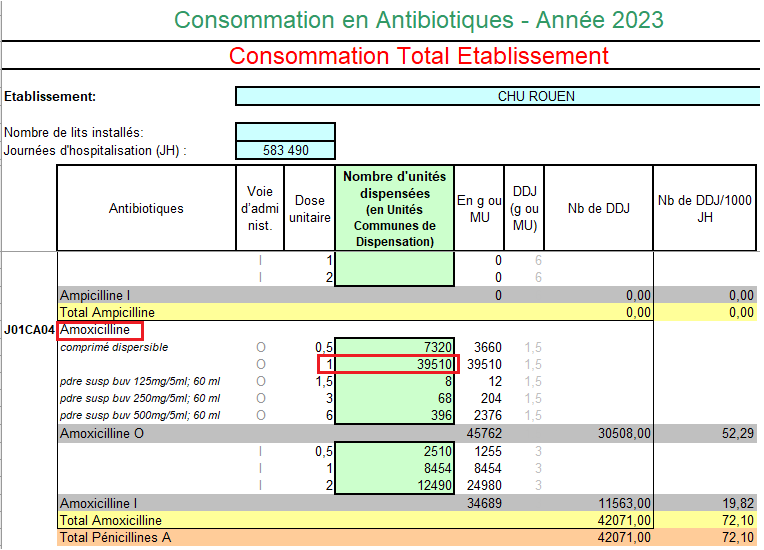 Consommation en Antibiotiques - Année 2023
Consommation Total Etablissement
Etablissement: CHU ROUEN
Nombre de lits installés:
Journées d'hospitalisation (JH) : 583 490
Antibiotiques Voie d'admi nist. Dose unitaire Nombre d'unités dispensées (en Unités Communes de Dispensation) En g ou MU DDJ (g ou MU) Nb de DDJ Nb de DDJ/1000 JH
I 1 0 6
I 2 0 6
Ampicilline I 0 0,00 0,00
Total Ampicilline 0,00 0,00
J01CA04 Amoxicilline
comprimé dispersible O 0,5 7320 3660 1,5
O 1 39510 39510 1,5
pdre susp buv 125mg/5ml; 60 ml O 1,5 8 12 1,5
pdre susp buv 250mg/5ml; 60 ml O 3 68 204 1,5
pdre susp buv 500mg/5ml; 60 ml O 6 396 2376 1,5
Amoxicilline O 45762 30508,00 52,29
I 0,5 2510 1255 3
I 1 8454 8454 3
I 2 12490 24980 3
Amoxicilline I 34689 11563,00 19,82
Total Amoxicilline 42071,00 72,10
Total Pénicillines A 42071,00 72,10